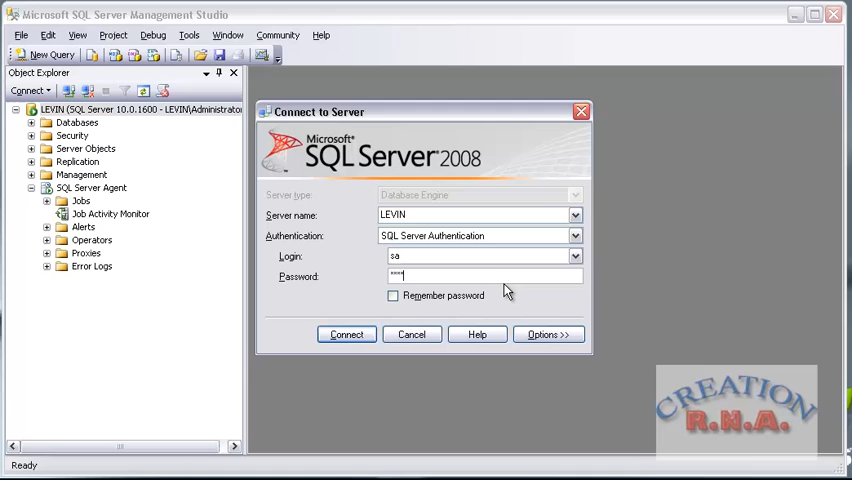 Microsoft SQL Server Management Studio
File Edit View Project Debug Tools Window Community Help
New Query
Object Explorer
Connect
LEVIN (SQL Server 10.0.1600 - LEVIN\Administrator
Databases
Security
Server Objects
Replication
Management
SQL Server Agent
Jobs
Job Activity Monitor
Alerts
Operators
Proxies
Error Logs
Connect to Server
Microsoft®
SQL Server®2008
Server type: Database Engine
Server name: LEVIN
Authentication: SQL Server Authentication
Login: sa
Password: ****
Remember password
Connect Cancel Help Options >>
CREATION
R.N.A.
Ready